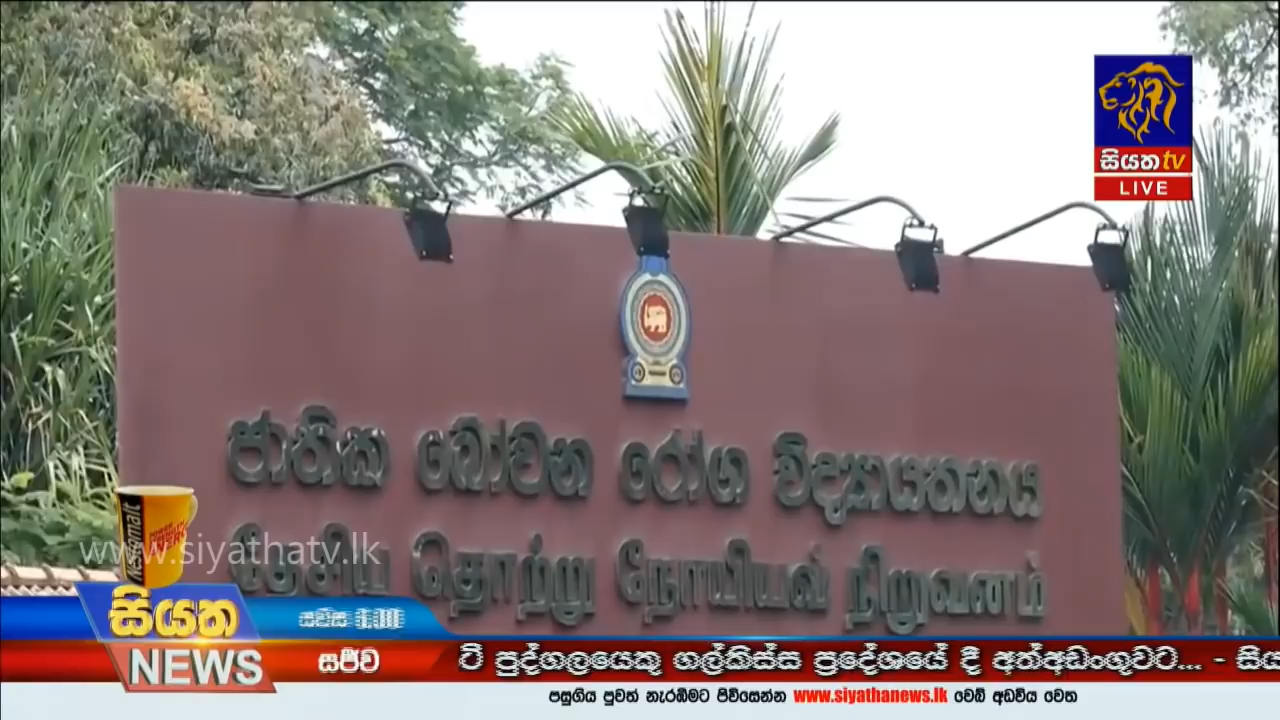 සියත tv
LIVE
ජාතික බෝවන රෝග විද්‍යායතනය
தேசிய தொற்று நோயியல் நிறுவனம்
Nestomalt
www.siyathatv.lk
සියත
NEWS
සජීව
ටි පුද්ගලයෙකු ගල්කිස්ස ප්‍රදේශයේ දී අත්අඩංගුවට... - සිය
පසුගිය පුවත් නැරඹීමට පිවිසෙන්න www.siyathanews.lk වෙබ් අඩවිය වෙත